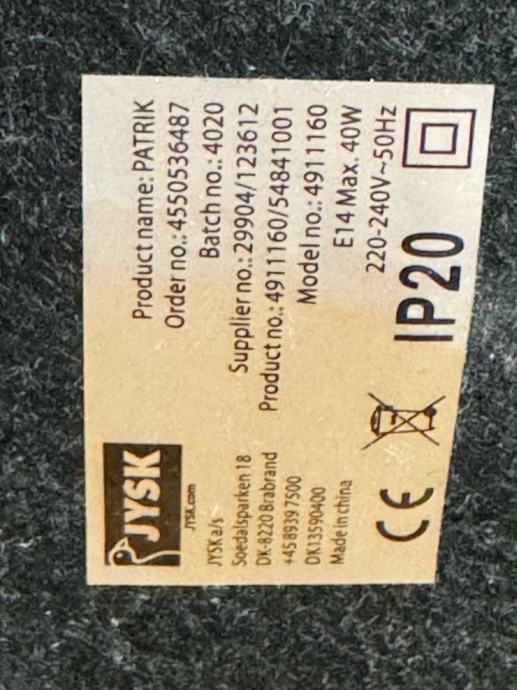 JYSK
JYSK.com
JYSK a/s
Soedalsparken 18
DK-8220 Brabrand
+45 8939 7500
DK13590400
Made in china
Product name: PATRIK
Order no.: 4550536487
Batch no.: 4020
Supplier no.: 29904/123612
Product no.: 4911160/54841001
Model no.: 4911160
E14 Max. 40W
220-240V~50Hz
CE
IP20